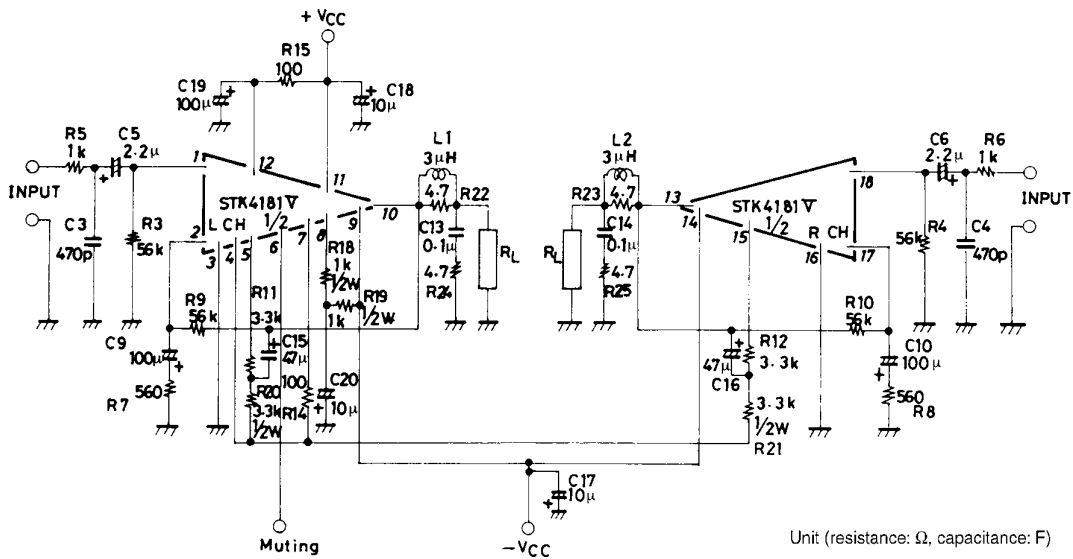 + VCC
R15
100
C19
100μ
C18
10μ
R5
1k
C5
2.2μ
1
12
11
L1
3μH
R22
4.7
L2
3μH
R23
4.7
13
14
C6
2.2μ
R6
1k
18
INPUT
INPUT
STK4181V
1/2
L CH
10
9
8
7
6
5
4
3
2
STK4181V
1/2
R CH
15
16
17
C3
470p
R3
56k
C13
0.1μ
4.7
R24
RL
RL
C14
0.1μ
4.7
R25
R4
56k
C4
470p
R18
1k
1/2W
R19
1k
1/2W
R9
56k
R11
3.3k
C15
47μ
100
R14
R20
3.3k
1/2W
C20
10μ
C9
100μ
560
R7
R10
56k
R12
3.3k
47μ
C16
C10
100μ
560
R8
3.3k
1/2W
R21
C17
10μ
Muting
−VCC
Unit (resistance: Ω, capacitance: F)